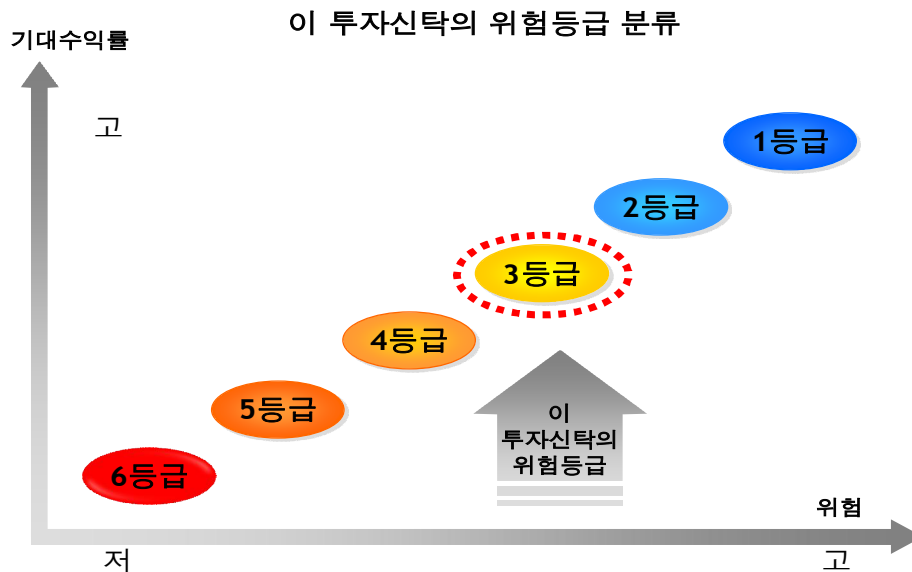 이 투자신탁의 위험등급 분류
기대수익률
고
1등급
2등급
3등급
4등급
5등급
6등급
이
투자신탁의
위험등급
위험
저
고